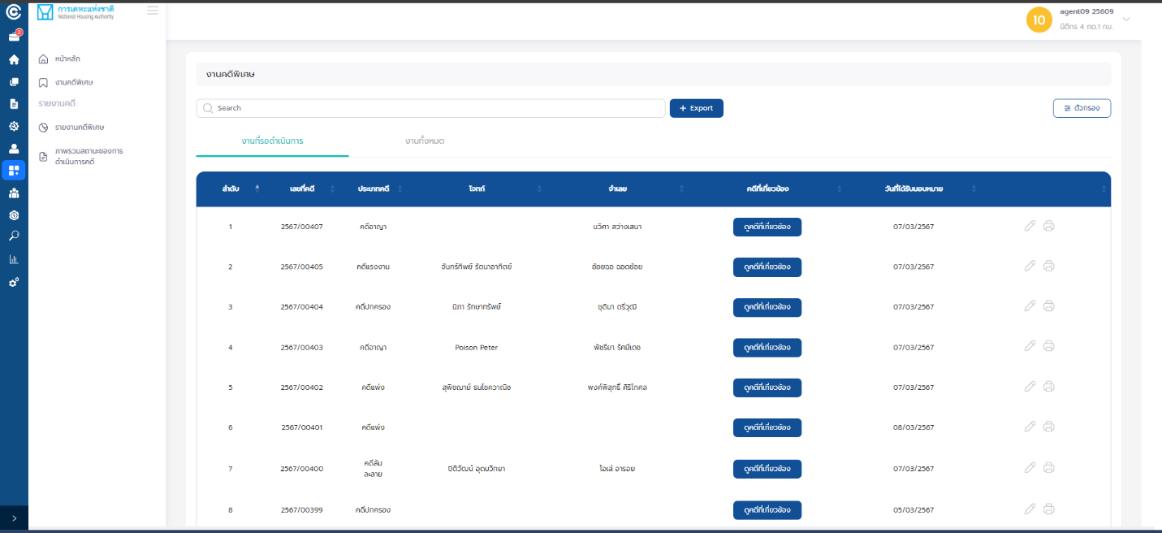 การเคหะแห่งชาติ
National Housing Authority
agent09 25609
นิติกร 4 กด.1 กม.
10
2
หน้าหลัก
งานคดีพิเศษ
รายงานคดี
รายงานคดีพิเศษ
ภาพรวมสถานะของการ
ดำเนินการคดี
งานคดีพิเศษ
Search
+ Export
ตัวกรอง
งานที่รอดำเนินการ
งานทั้งหมด
ลำดับ เลขที่คดี ประเภทคดี โจทก์ จำเลย คดีที่เกี่ยวข้อง วันที่ได้รับมอบหมาย
1 2567/00407 คดีอาญา นวิศา สว่างเสนา ดูคดีที่เกี่ยวข้อง 07/03/2567
2 2567/00405 คดีแรงงาน จันทร์ทิพย์ รัตนาอาทิตย์ ช้อยฉอ ฉอดช้อย ดูคดีที่เกี่ยวข้อง 07/03/2567
3 2567/00404 คดีปกครอง นิภา รักษาทรัพย์ ชุติมา ตรีวุฒิ ดูคดีที่เกี่ยวข้อง 07/03/2567
4 2567/00403 คดีอาญา Poison Peter พัชริยา รัศมีเดช ดูคดีที่เกี่ยวข้อง 07/03/2567
5 2567/00402 คดีแพ่ง สุพิชฌาย์ ธนโชควาณิช พงศ์พิสุทธิ์ ศิริโกศล ดูคดีที่เกี่ยวข้อง 07/03/2567
6 2567/00401 คดีแพ่ง ดูคดีที่เกี่ยวข้อง 08/03/2567
7 2567/00400 คดีล้ม
ละลาย ปิติวัฒน์ อุดมวิทยา โอเล่ อารอย ดูคดีที่เกี่ยวข้อง 07/03/2567
8 2567/00399 คดีปกครอง ดูคดีที่เกี่ยวข้อง 05/03/2567